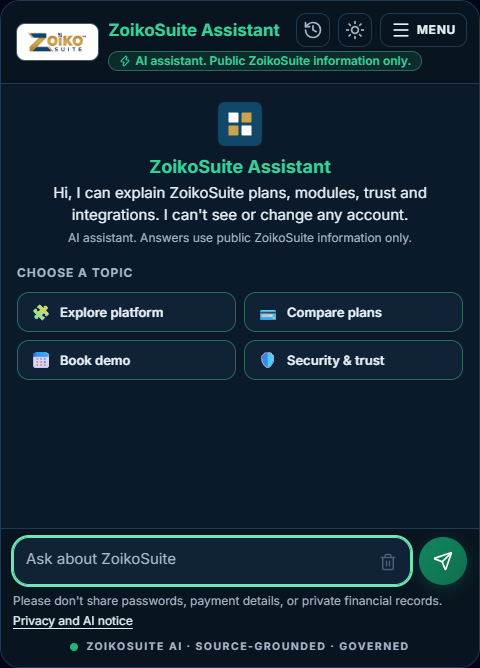 Zoiko™
SUITE
ZoikoSuite Assistant
MENU
AI assistant. Public ZoikoSuite information only.
ZoikoSuite Assistant
Hi, I can explain ZoikoSuite plans, modules, trust and
integrations. I can't see or change any account.
AI assistant. Answers use public ZoikoSuite information only.
CHOOSE A TOPIC
Explore platform
Compare plans
Book demo
Security & trust
Ask about ZoikoSuite
Please don't share passwords, payment details, or private financial records.
Privacy and AI notice
ZOIKOSUITE AI · SOURCE-GROUNDED · GOVERNED